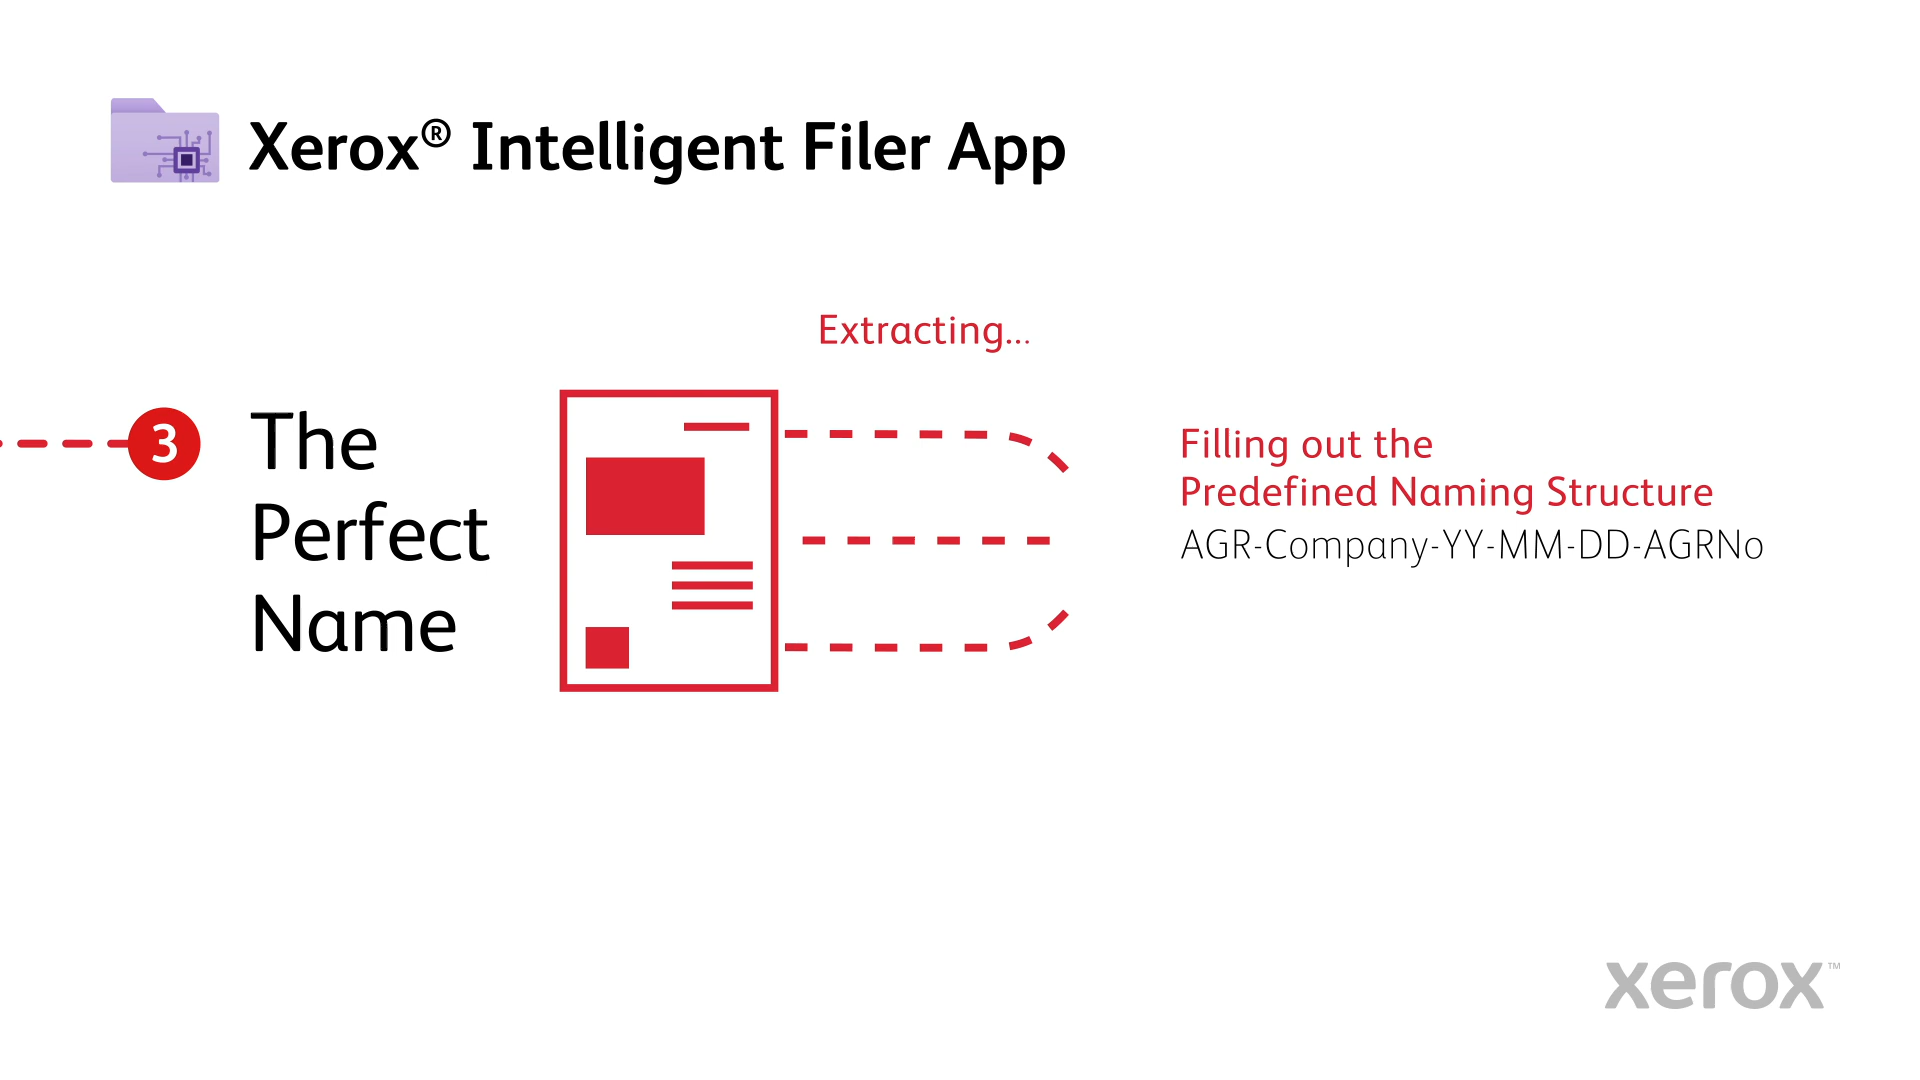 Xerox® Intelligent Filer App
Extracting...
3
The
Perfect
Name
Filling out the
Predefined Naming Structure
AGR-Company-YY-MM-DD-AGRNo
xerox™